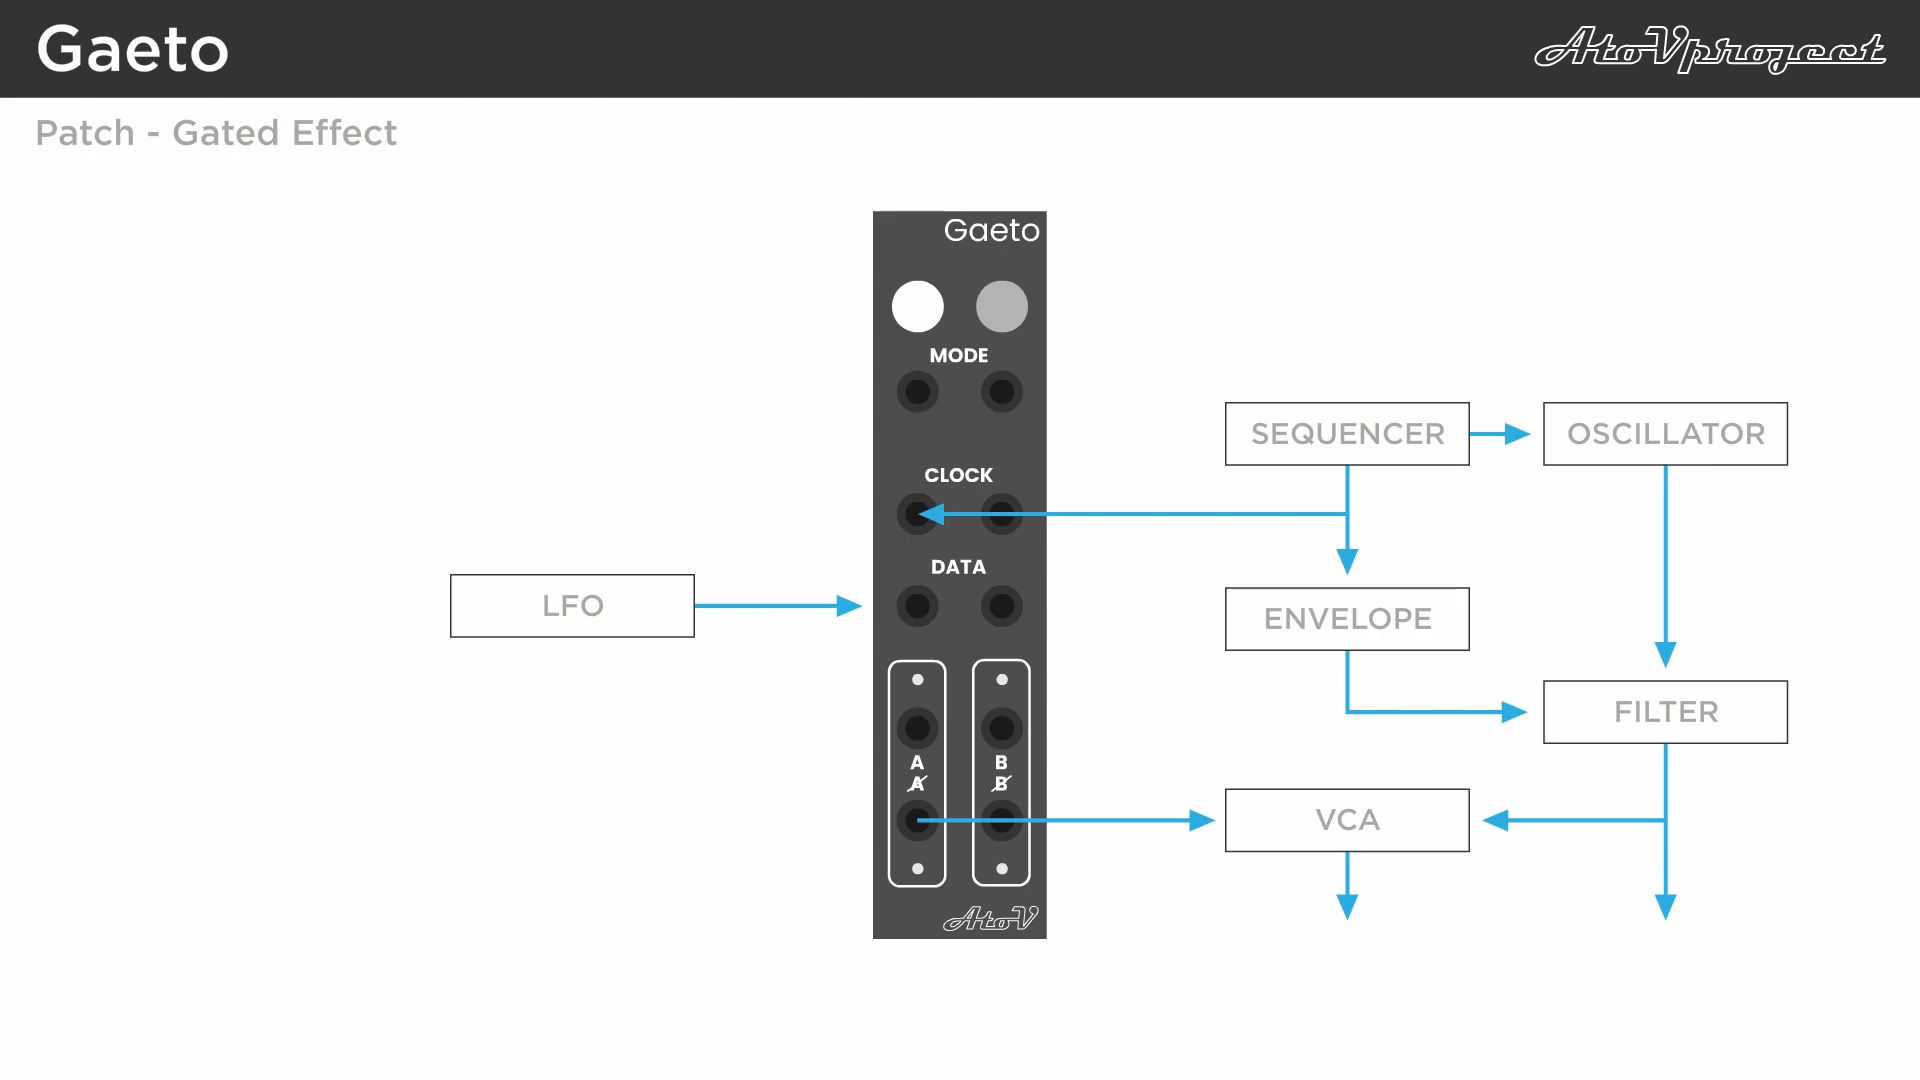 Gaeto
AtoVproject
Patch - Gated Effect
Gaeto
MODE
CLOCK
DATA
A
A
B
B
AtoV
LFO
SEQUENCER
OSCILLATOR
ENVELOPE
FILTER
VCA